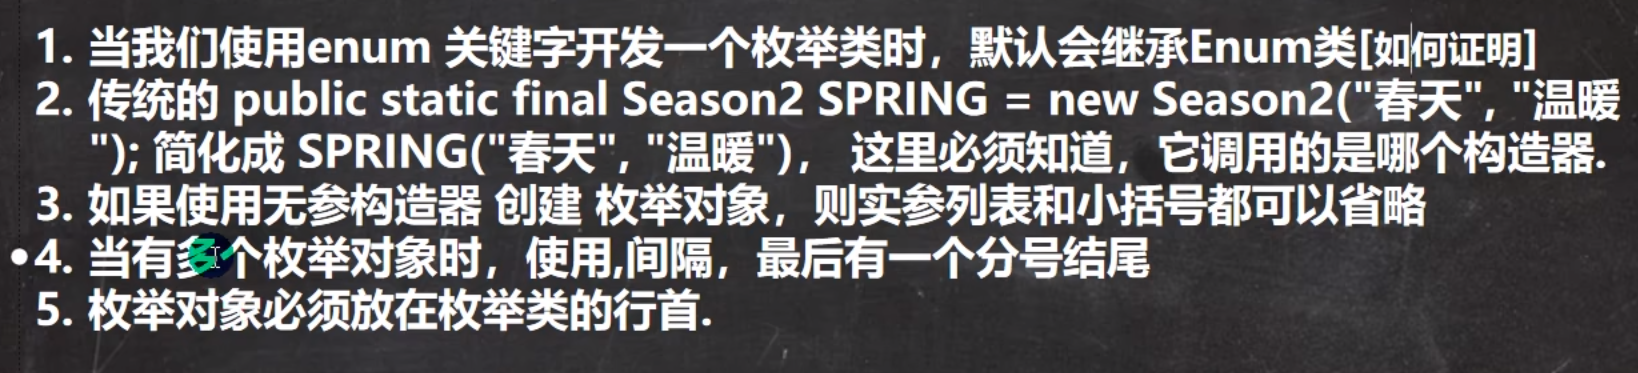 1. 当我们使用enum 关键字开发一个枚举类时，默认会继承Enum类[如何证明]
2. 传统的 public static final Season2 SPRING = new Season2("春天", "温暖
"); 简化成 SPRING("春天", "温暖")， 这里必须知道，它调用的是哪个构造器.
3. 如果使用无参构造器 创建 枚举对象，则实参列表和小括号都可以省略
4. 当有多个枚举对象时，使用,间隔，最后有一个分号结尾
5. 枚举对象必须放在枚举类的行首.